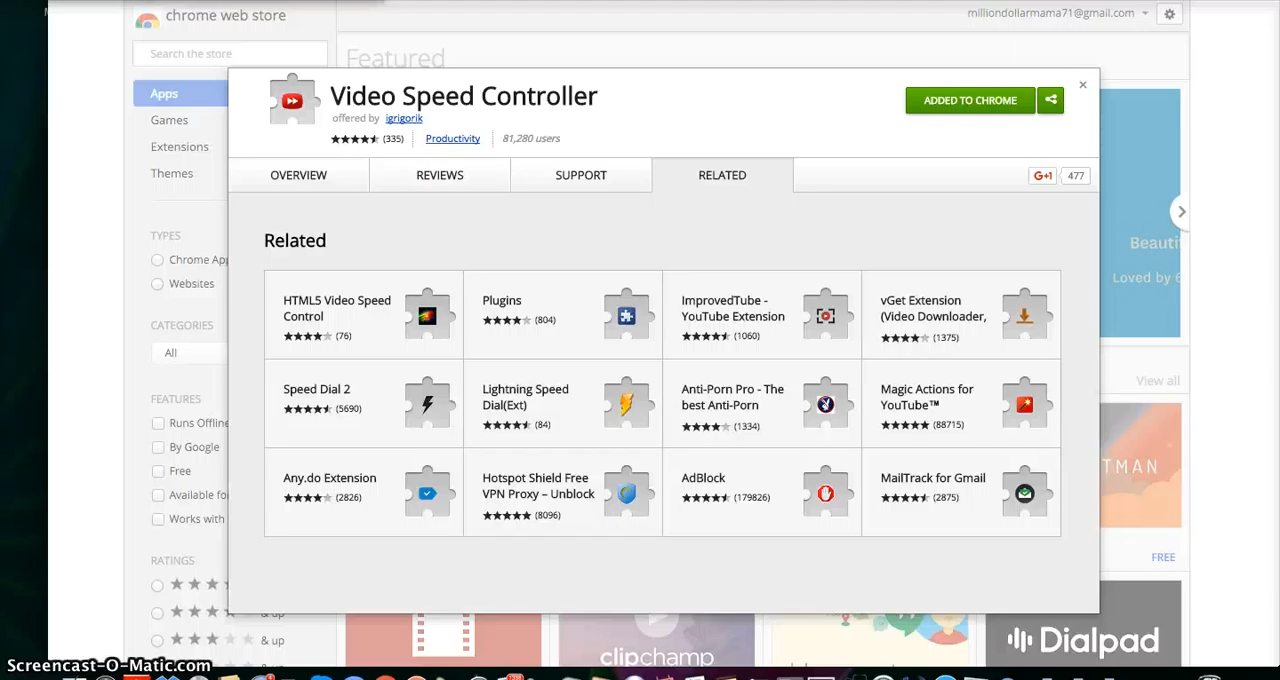 chrome web store
milliondollarmama71@gmail.com
Search the store
Featured
Apps
Games
Extensions
Themes
TYPES
Chrome App
Websites
CATEGORIES
All
FEATURES
Runs Offline
By Google
Free
Available for
Works with
RATINGS
& up
& up
Video Speed Controller
offered by igrigorik
(335) Productivity 81,280 users
ADDED TO CHROME
OVERVIEW REVIEWS SUPPORT RELATED
G+1 477
Related
HTML5 Video Speed
Control
(76)
Plugins
(804)
ImprovedTube -
YouTube Extension
(1060)
vGet Extension
(Video Downloader,
(1375)
Speed Dial 2
(5690)
Lightning Speed
Dial(Ext)
(84)
Anti-Porn Pro - The
best Anti-Porn
(1334)
Magic Actions for
YouTube™
(88715)
Any.do Extension
(2826)
Hotspot Shield Free
VPN Proxy – Unblock
(8096)
AdBlock
(179826)
MailTrack for Gmail
(2875)
Beauti
Loved by 6
View all
TMAN
FREE
clipchamp
Dialpad
Screencast-O-Matic.com